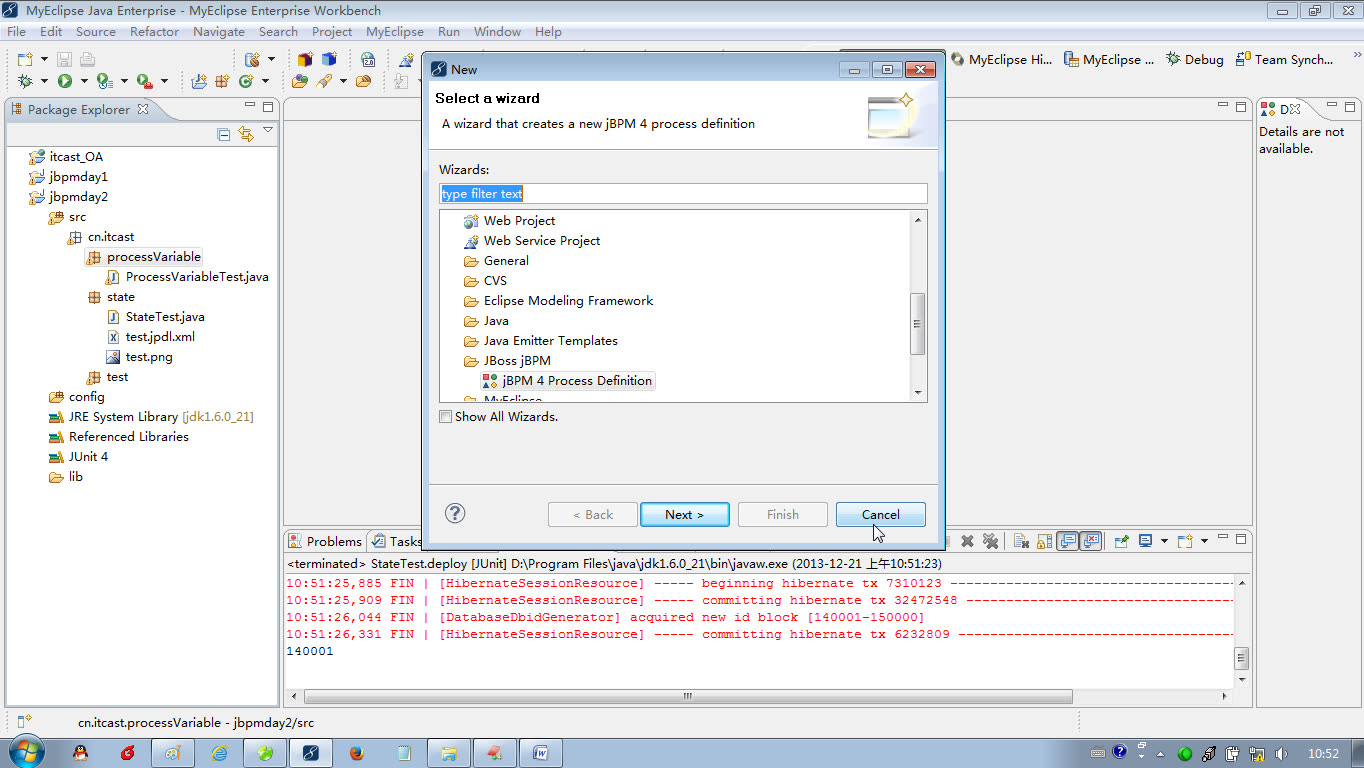 MyEclipse Java Enterprise - MyEclipse Enterprise Workbench
File Edit Source Refactor Navigate Search Project MyEclipse Run Window Help
MyEclipse Hi... MyEclipse ... Debug Team Synch... »
Package Explorer
itcast_OA
jbpmday1
jbpmday2
src
cn.itcast
processVariable
ProcessVariableTest.java
state
StateTest.java
test.jpdl.xml
test.png
test
config
JRE System Library [jdk1.6.0_21]
Referenced Libraries
JUnit 4
lib
New
Select a wizard
A wizard that creates a new jBPM 4 process definition
Wizards:
type filter text
Web Project
Web Service Project
General
CVS
Eclipse Modeling Framework
Java
Java Emitter Templates
JBoss jBPM
jBPM 4 Process Definition
MyEclipse
Show All Wizards.
?
< Back Next > Finish Cancel
D
Details are not
available.
Problems Tasks
<terminated> StateTest.deploy [JUnit] D:\Program Files\java\jdk1.6.0_21\bin\javaw.exe (2013-12-21 上午10:51:23)
10:51:25,885 FIN | [HibernateSessionResource] ----- beginning hibernate tx 7310123 -----------------------------------
10:51:25,909 FIN | [HibernateSessionResource] ----- committing hibernate tx 32472548 ----------------------------------
10:51:26,044 FIN | [DatabaseDbidGenerator] acquired new id block [140001-150000]
10:51:26,331 FIN | [HibernateSessionResource] ----- committing hibernate tx 6232809 ----------------------------------
140001
cn.itcast.processVariable - jbpmday2/src
10:52